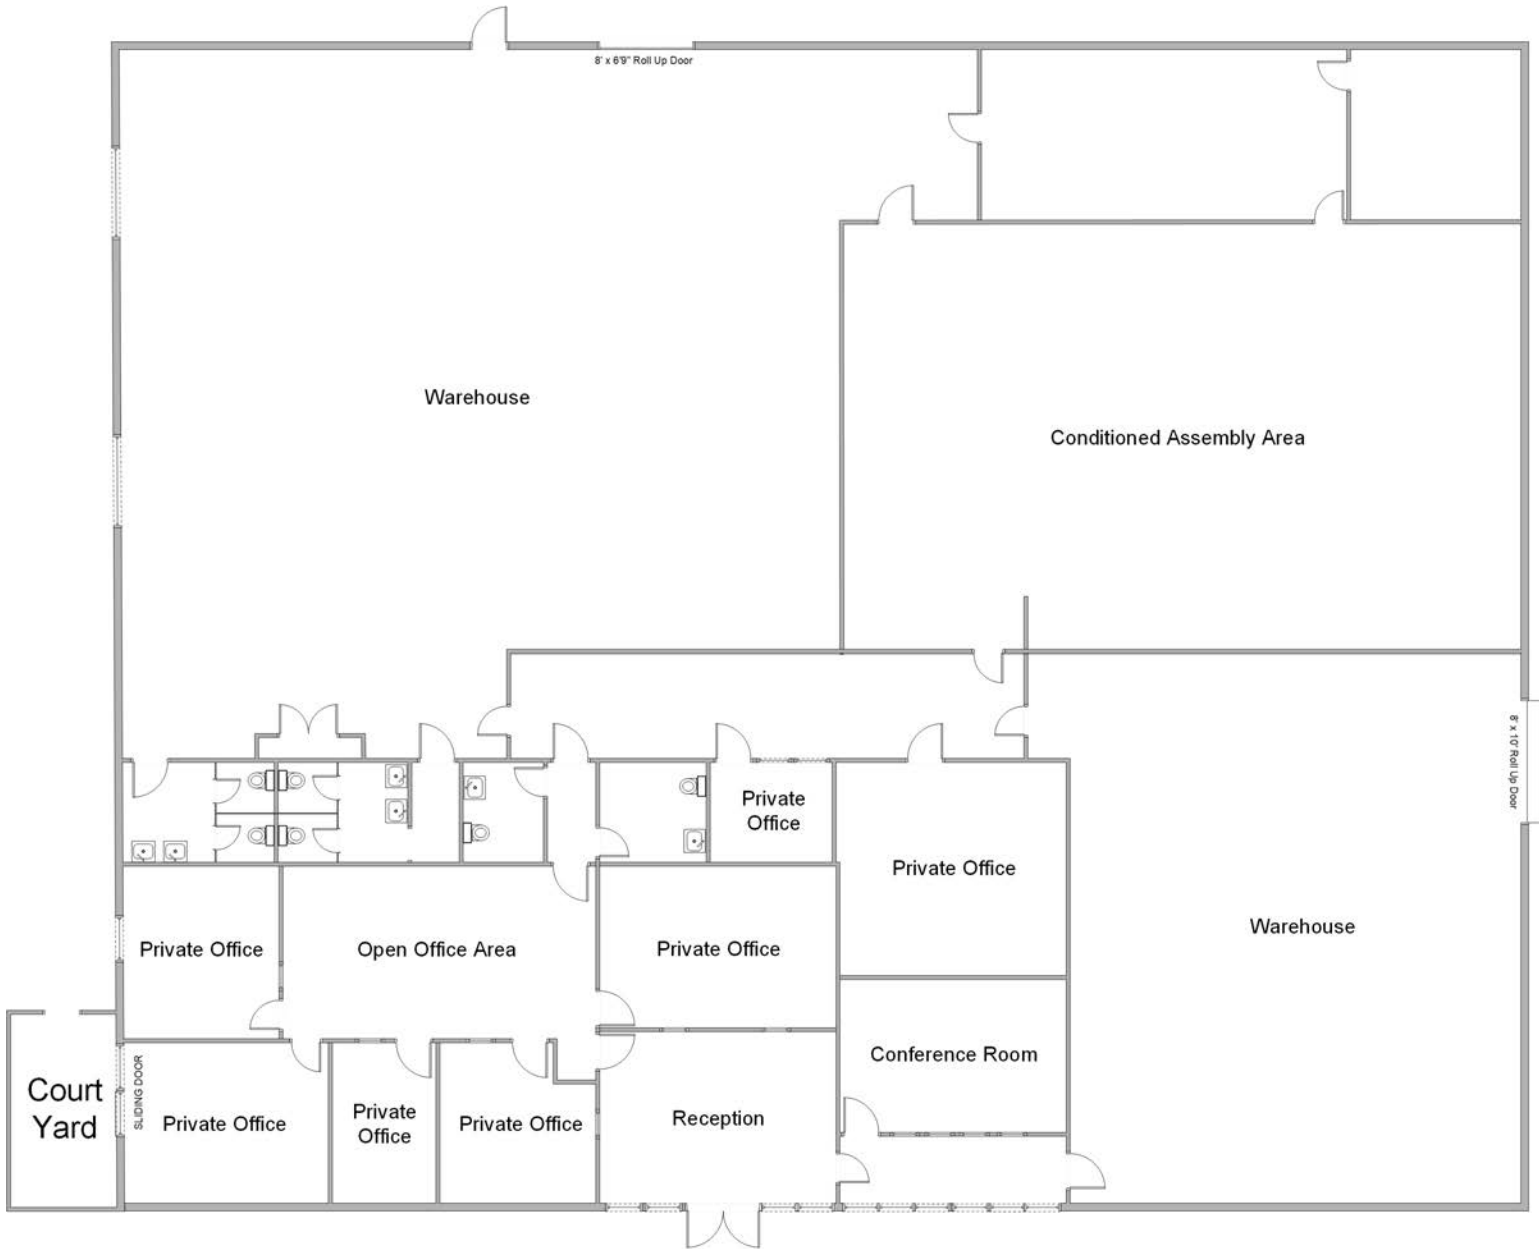 8' x 6'9" Roll Up Door
Warehouse
Conditioned Assembly Area
8' x 10' Roll Up Door
Private
Office
Private Office
Warehouse
Private Office
Open Office Area
Private Office
Conference Room
Court
Yard
SLIDING DOOR
Private Office
Private
Office
Private Office
Reception